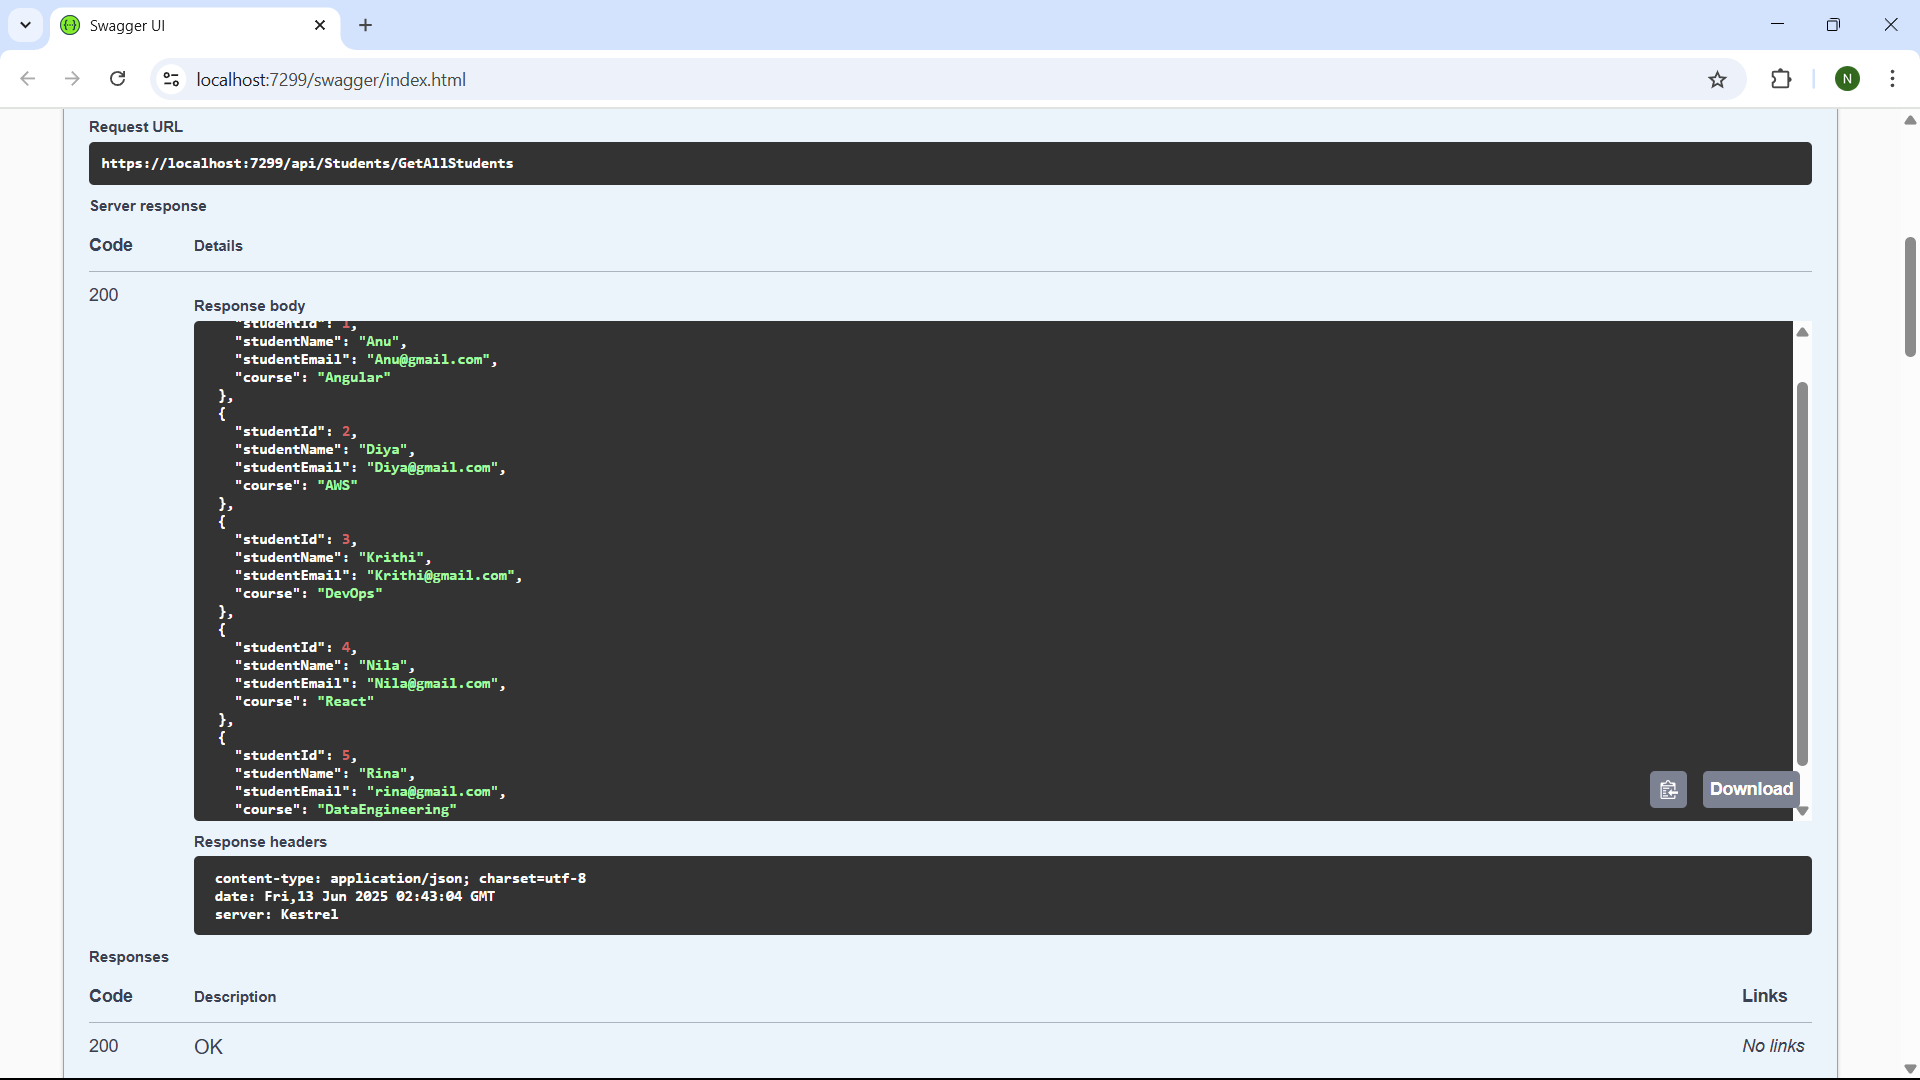 Swagger UI
localhost:7299/swagger/index.html
N
Request URL
https://localhost:7299/api/Students/GetAllStudents
Server response
Code Details
200
Response body
"studentId": 1,
"studentName": "Anu",
"studentEmail": "Anu@gmail.com",
"course": "Angular"
},
{
"studentId": 2,
"studentName": "Diya",
"studentEmail": "Diya@gmail.com",
"course": "AWS"
},
{
"studentId": 3,
"studentName": "Krithi",
"studentEmail": "Krithi@gmail.com",
"course": "DevOps"
},
{
"studentId": 4,
"studentName": "Nila",
"studentEmail": "Nila@gmail.com",
"course": "React"
},
{
"studentId": 5,
"studentName": "Rina",
"studentEmail": "rina@gmail.com",
"course": "DataEngineering"
Download
Response headers
content-type: application/json; charset=utf-8
date: Fri,13 Jun 2025 02:43:04 GMT
server: Kestrel
Responses
Code Description Links
200 OK No links